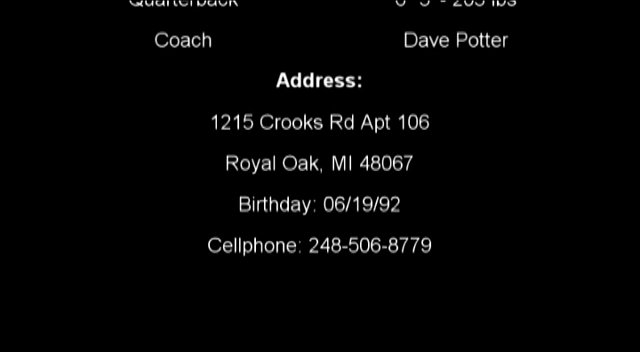 Quarterback lbs
Coach Dave Potter
Address:
1215 Crooks Rd Apt 106
Royal Oak, MI 48067
Birthday: 06/19/92
Cellphone: 248-506-8779